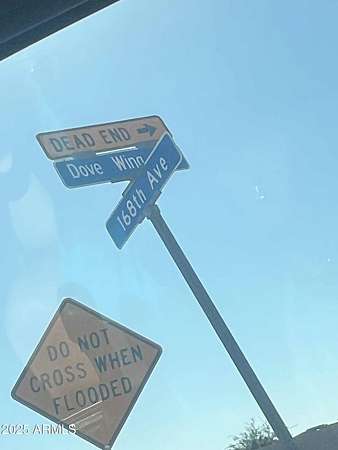 DEAD END
Dove Winn
168th Ave
DO NOT
CROSS WHEN
FLOODED
2025 ARMLS